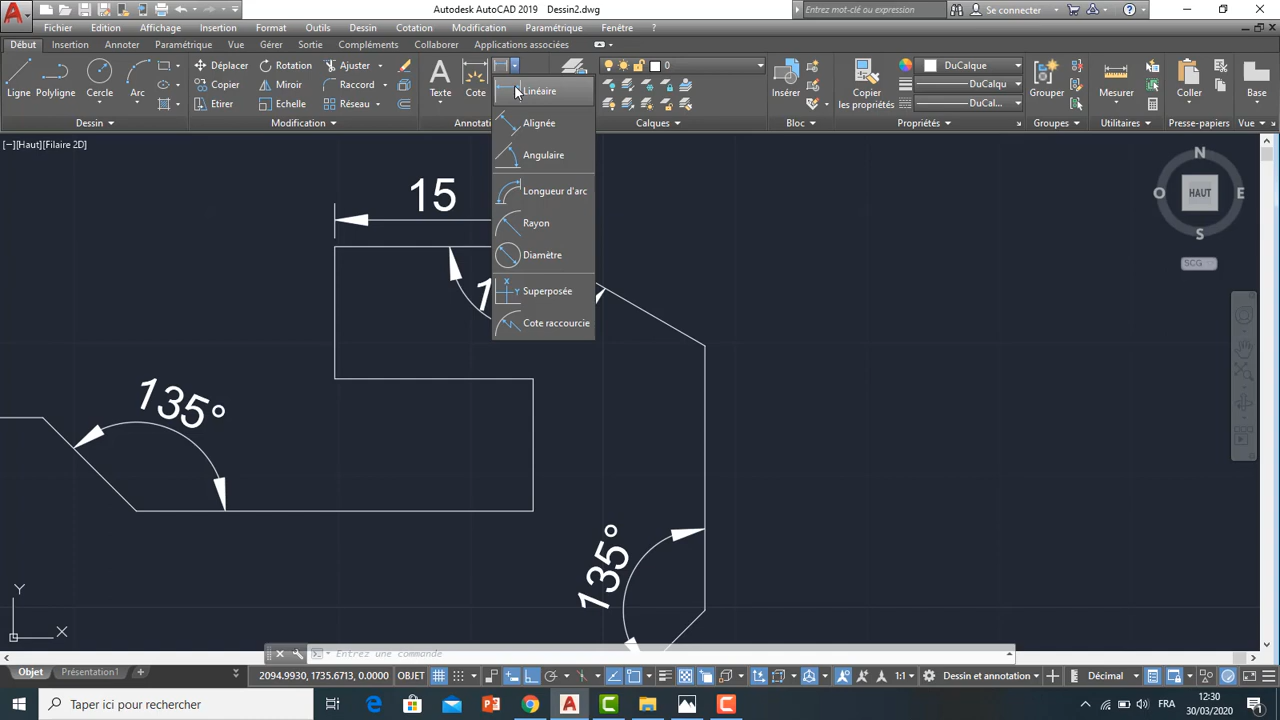 Autodesk AutoCAD 2019 Dessin2.dwg
Entrez mot-clé ou expression
Se connecter
Fichier Edition Affichage Insertion Format Outils Dessin Cotation Modification Paramétrique Fenêtre
Début Insertion Annoter Paramétrique Vue Gérer Sortie Compléments Collaborer Applications associées
Ligne Polyligne Cercle Arc
Déplacer Rotation Ajuster
Copier Miroir Raccord
Etirer Echelle Réseau
Texte Cote
0
Insérer
Coller les propriétés
DuCalque
DuCalq...
DuCal...
Grouper
Mesurer
Coller
Base
Dessin Modification Calques Bloc Propriétés Groupes Utilitaires Presse-papiers Vue
Linéaire
Alignée
Angulaire
Longueur d'arc
Rayon
Diamètre
Superposée
Cote raccourcie
[−][Haut][Filaire 2D]
N
O HAUT E
S
SCG
15
1
135°
135°
Y
X
Entrez une commande
Objet Présentation1 +
2094.9930, 1735.6713, 0.0000 OBJET
1:1
Dessin et annotation
Décimal
Taper ici pour rechercher
FRA
12:30
30/03/2020